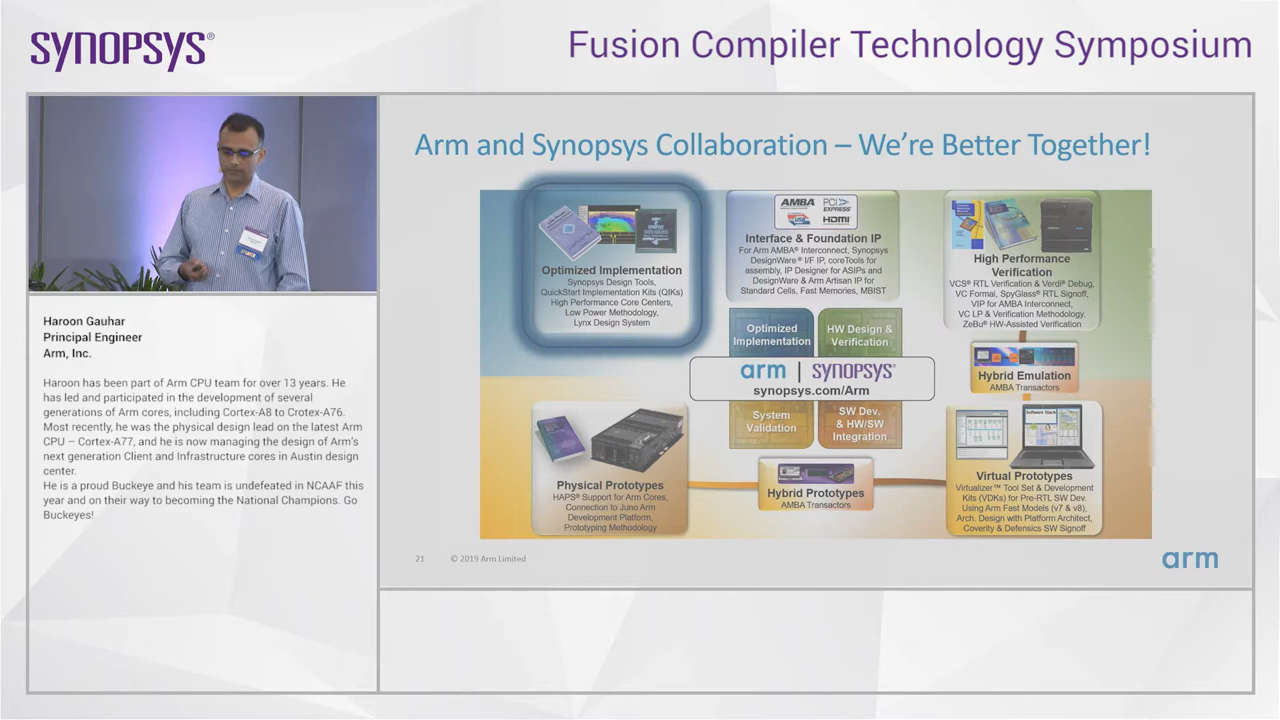 SYNOPSYS®
Fusion Compiler Technology Symposium
Haroon Gauhar
Principal Engineer
Arm, Inc.
Haroon has been part of Arm CPU team for over 13 years. He
has led and participated in the development of several
generations of Arm cores, including Cortex-A8 to Crotex-A76.
Most recently, he was the physical design lead on the latest Arm
CPU – Cortex-A77, and he is now managing the design of Arm's
next generation Client and Infrastructure cores in Austin design
center.
He is a proud Buckeye and his team is undefeated in NCAAF this
year and on their way to becoming the National Champions. Go
Buckeyes!
Arm and Synopsys Collaboration – We're Better Together!
Optimized Implementation
Synopsys Design Tools,
QuickStart Implementation Kits (QIKs)
High Performance Core Centers,
Low Power Methodology,
Lynx Design System
AMBA
PCI
EXPRESS
USB
HDMI
Interface & Foundation IP
For Arm AMBA® Interconnect, Synopsys
DesignWare® I/F IP, coreTools for
assembly, IP Designer for ASIPs and
DesignWare & Arm Artisan IP for
Standard Cells, Fast Memories, MBIST
High Performance
Verification
VCS® RTL Verification & Verdi® Debug,
VC Formal, SpyGlass® RTL Signoff,
VIP for AMBA Interconnect,
VC LP & Verification Methodology,
ZeBu® HW-Assisted Verification
Optimized
Implementation
HW Design &
Verification
arm | SYNOPSYS®
synopsys.com/Arm
System
Validation
SW Dev.
& HW/SW
Integration
Hybrid Emulation
AMBA Transactors
Physical Prototypes
HAPS® Support for Arm Cores,
Connection to Juno Arm
Development Platform,
Prototyping Methodology
Hybrid Prototypes
AMBA Transactors
Software Stack
Virtual Prototypes
Virtualizer™ Tool Set & Development
Kits (VDKs) for Pre-RTL SW Dev.
Using Arm Fast Models (v7 & v8),
Arch. Design with Platform Architect,
Coverity & Defensics SW Signoff
21 © 2019 Arm Limited
arm